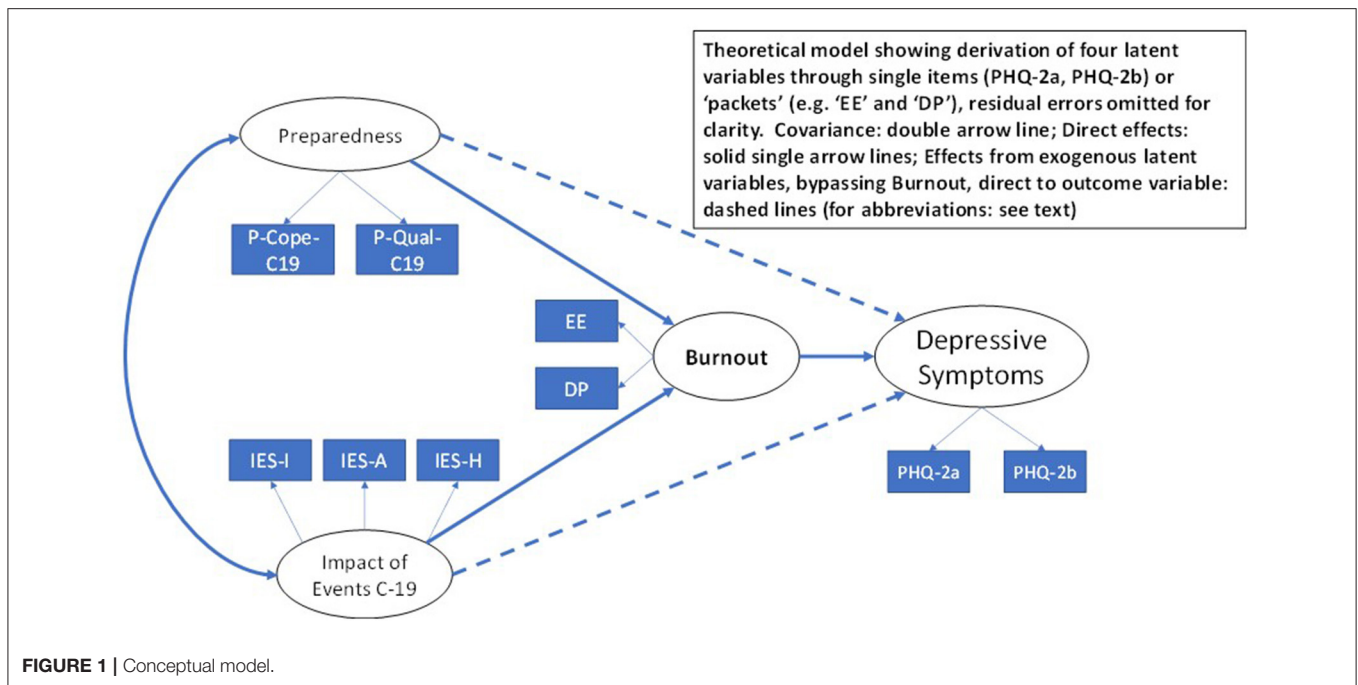 Theoretical model showing derivation of four latent
variables through single items (PHQ-2a, PHQ-2b) or
‘packets’ (e.g. ‘EE’ and ‘DP’), residual errors omitted for
clarity.  Covariance: double arrow line; Direct effects:
solid single arrow lines; Effects from exogenous latent
variables, bypassing Burnout, direct to outcome variable:
dashed lines (for abbreviations: see text)
Preparedness
P-Cope-
C19
P-Qual-
C19
EE
DP
Burnout
Depressive
Symptoms
IES-I
IES-A
IES-H
PHQ-2a
PHQ-2b
Impact of
Events C-19
FIGURE 1 | Conceptual model.